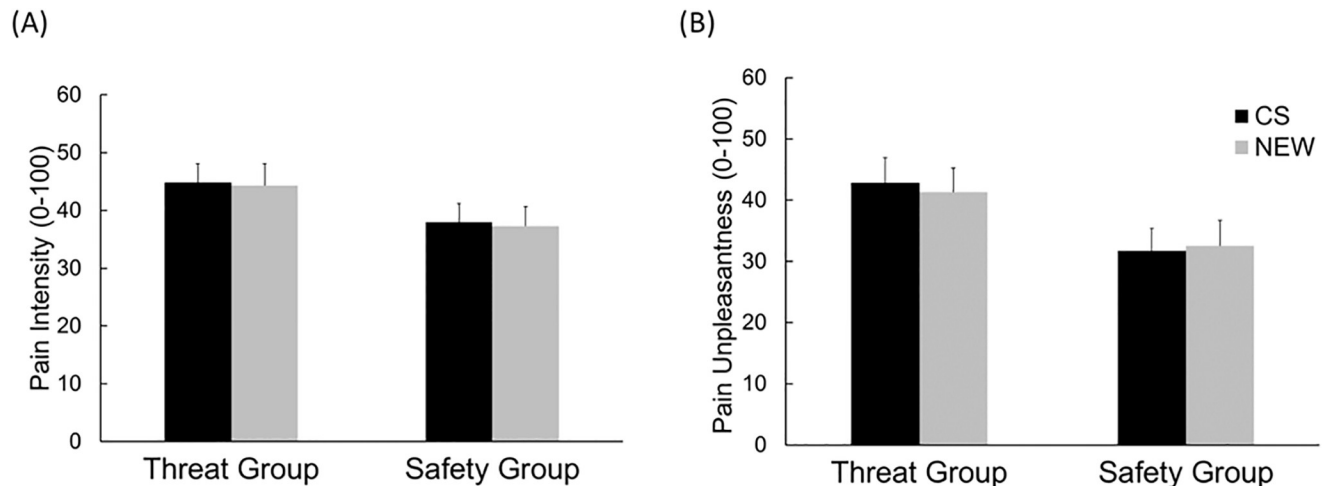 (A)
Pain Intensity (0-100)
60
50
40
30
20
10
0
Threat Group
Safety Group
(B)
Pain Unpleasantness (0-100)
60
50
40
30
20
10
0
CS
NEW
Threat Group
Safety Group